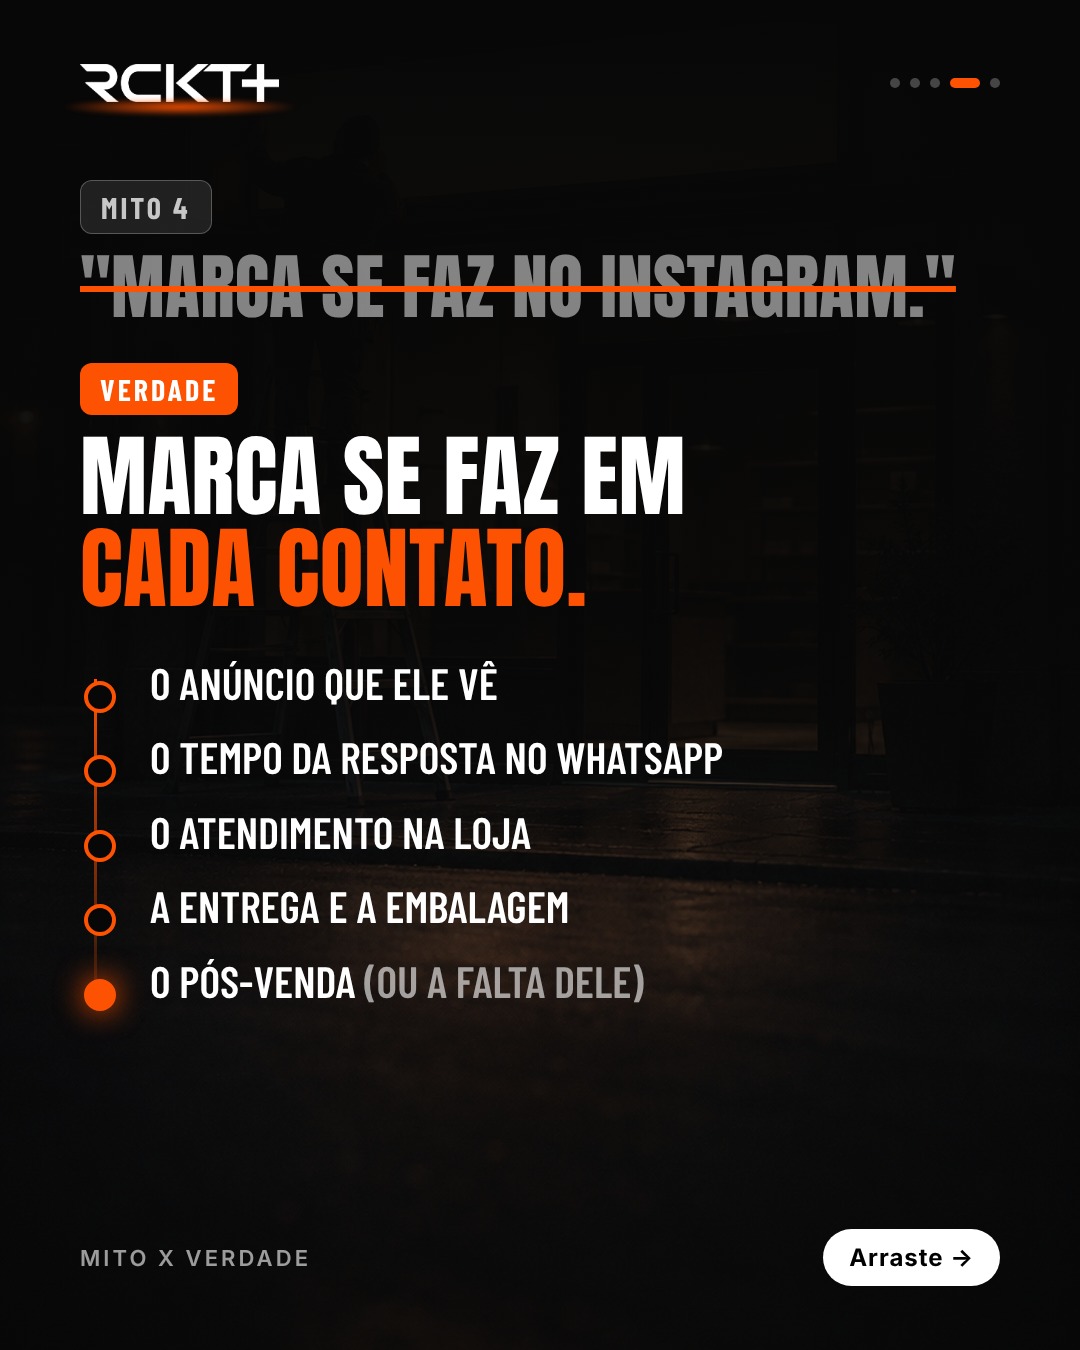 RCKT+
MITO 4
"MARCA SE FAZ NO INSTAGRAM."
VERDADE
MARCA SE FAZ EM
CADA CONTATO.
O ANÚNCIO QUE ELE VÊ
O TEMPO DA RESPOSTA NO WHATSAPP
O ATENDIMENTO NA LOJA
A ENTREGA E A EMBALAGEM
O PÓS-VENDA (OU A FALTA DELE)
MITO X VERDADE
Arraste →